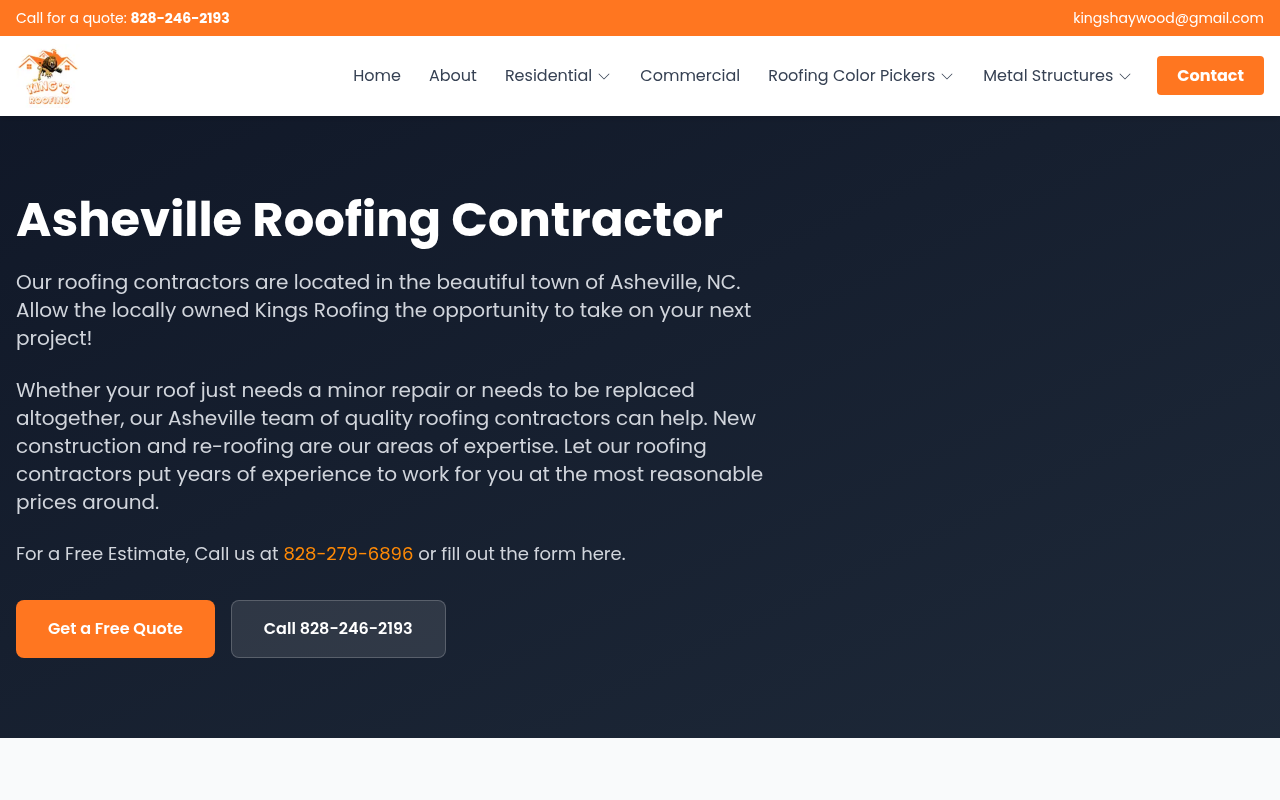 Call for a quote: 828-246-2193
kingshaywood@gmail.com
KING'S
ROOFING
Home
About
Residential
Commercial
Roofing Color Pickers
Metal Structures
Contact
Asheville Roofing Contractor
Our roofing contractors are located in the beautiful town of Asheville, NC.
Allow the locally owned Kings Roofing the opportunity to take on your next
project!
Whether your roof just needs a minor repair or needs to be replaced
altogether, our Asheville team of quality roofing contractors can help. New
construction and re-roofing are our areas of expertise. Let our roofing
contractors put years of experience to work for you at the most reasonable
prices around.
For a Free Estimate, Call us at 828-279-6896 or fill out the form here.
Get a Free Quote
Call 828-246-2193